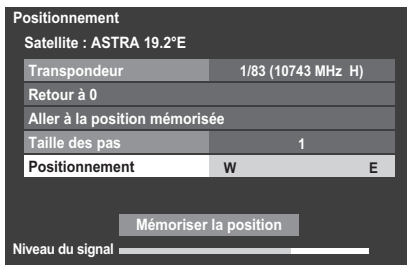 Positionnement
Satellite : ASTRA 19.2°E
Transpondeur 1/83 (10743 MHz H)
Retour à 0
Aller à la position mémorisée
Taille des pas 1
Positionnement W E
Mémoriser la position
Niveau du signal